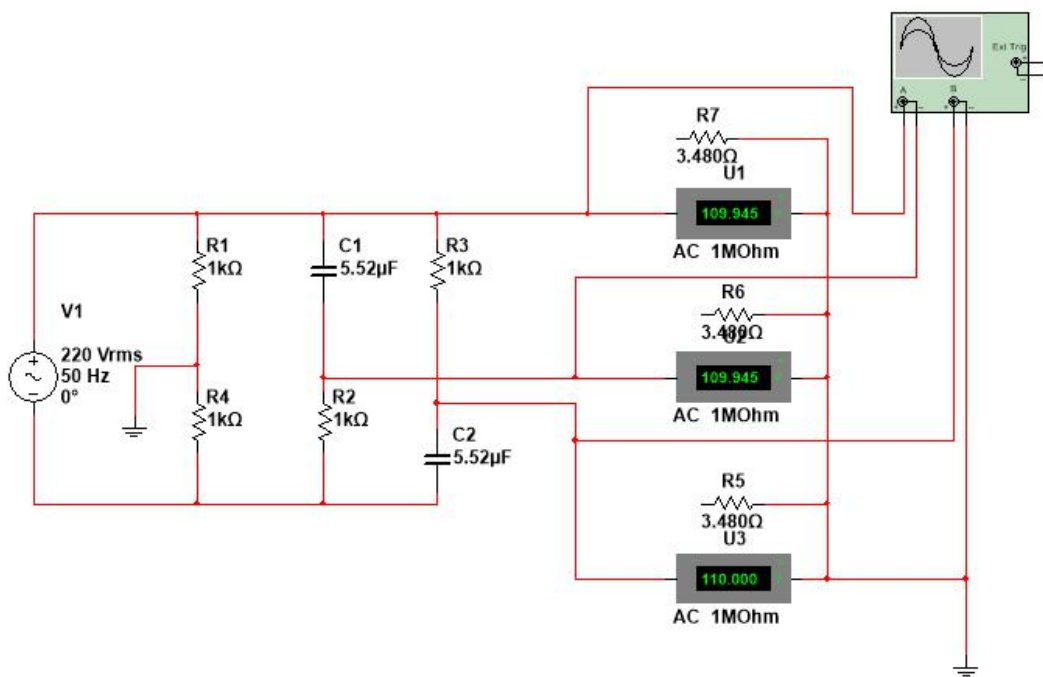 Ext Trig
+
−
A
B
+ −
+ −
R7
3.480Ω
U1
109.945
AC 1MOhm
R1
1kΩ
C1
5.52µF
R3
1kΩ
V1
220 Vrms
50 Hz
0°
R6
3.480Ω
U2
109.945
AC 1MOhm
R4
1kΩ
R2
1kΩ
C2
5.52µF
R5
3.480Ω
U3
110.000
AC 1MOhm